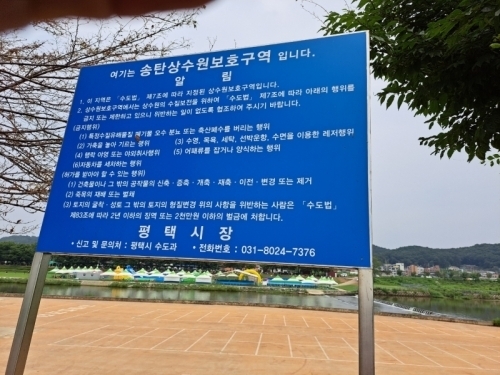 여기는 송탄상수원보호구역 입니다.
알 림
1. 이 지역은 「수도법」 제7조에 따라 지정된 상수원보호구역입니다.
2. 상수원보호구역에서는 상수원의 수질보전을 위하여 「수도법」 제7조에 따라 아래의 행위를
금지 또는 제한하고 있으니 위반하는 일이 없도록 협조하여 주시기 바랍니다.
(금지행위)
(1) 특정수질유해물질 폐기물 오수 분뇨 또는 축산폐수를 버리는 행위
(2) 가축을 놓아 기르는 행위 (3) 수영, 목욕, 세탁, 선박운항, 수면을 이용한 레저행위
(4) 행락 야영 또는 야외취사행위 (5) 어패류를 잡거나 양식하는 행위
(6)자동차를 세차하는 행위
(허가를 받아야 할 수 있는 행위)
(1) 건축물이나 그 밖의 공작물의 신축·증축·개축·재축·이전·변경 또는 제거
(2) 죽목의 재배 또는 벌채
(3) 토지의 굴착·성토 그 밖의 토지의 형질변경 위의 사항을 위반하는 사람은 「수도법」
제83조에 따라 2년 이하의 징역 또는 2천만원 이하의 벌금에 처합니다.
평 택 시 장
• 신고 및 문의처 : 평택시 수도과 • 전화번호 : 031-8024-7376